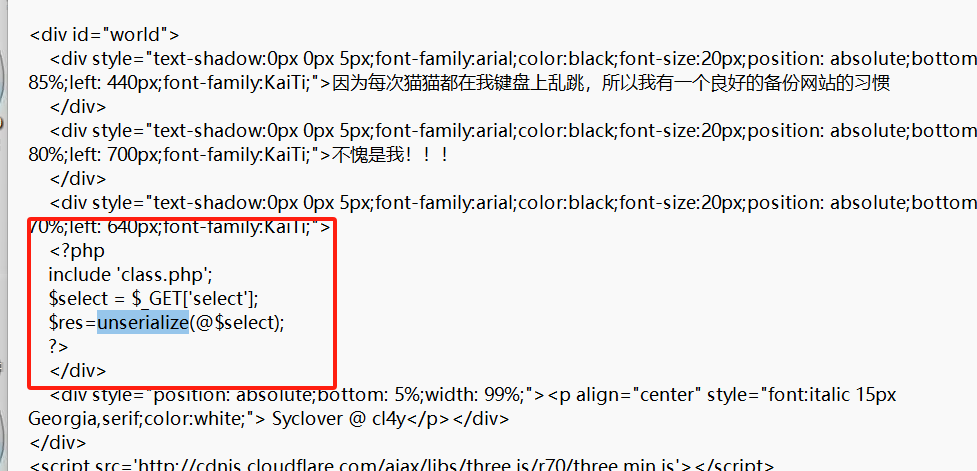 <div id="world">
<div style="text-shadow:0px 0px 5px;font-family:arial;color:black;font-size:20px;position: absolute;bottom
85%;left: 440px;font-family:KaiTi;">因为每次猫猫都在我键盘上乱跳，所以我有一个良好的备份网站的习惯
</div>
<div style="text-shadow:0px 0px 5px;font-family:arial;color:black;font-size:20px;position: absolute;bottom
80%;left: 700px;font-family:KaiTi;">不愧是我！！！
</div>
<div style="text-shadow:0px 0px 5px;font-family:arial;color:black;font-size:20px;position: absolute;bottom
70%;left: 640px;font-family:KaiTi;">
<?php
include 'class.php';
$select = $_GET['select'];
$res=unserialize(@$select);
?>
</div>
<div style="position: absolute;bottom: 5%;width: 99%;"><p align="center" style="font:italic 15px
Georgia,serif;color:white;"> Syclover @ cl4y</p></div>
</div>
<script src='http://cdnjs.cloudflare.com/ajax/libs/three.js/r70/three.min.js'></script>